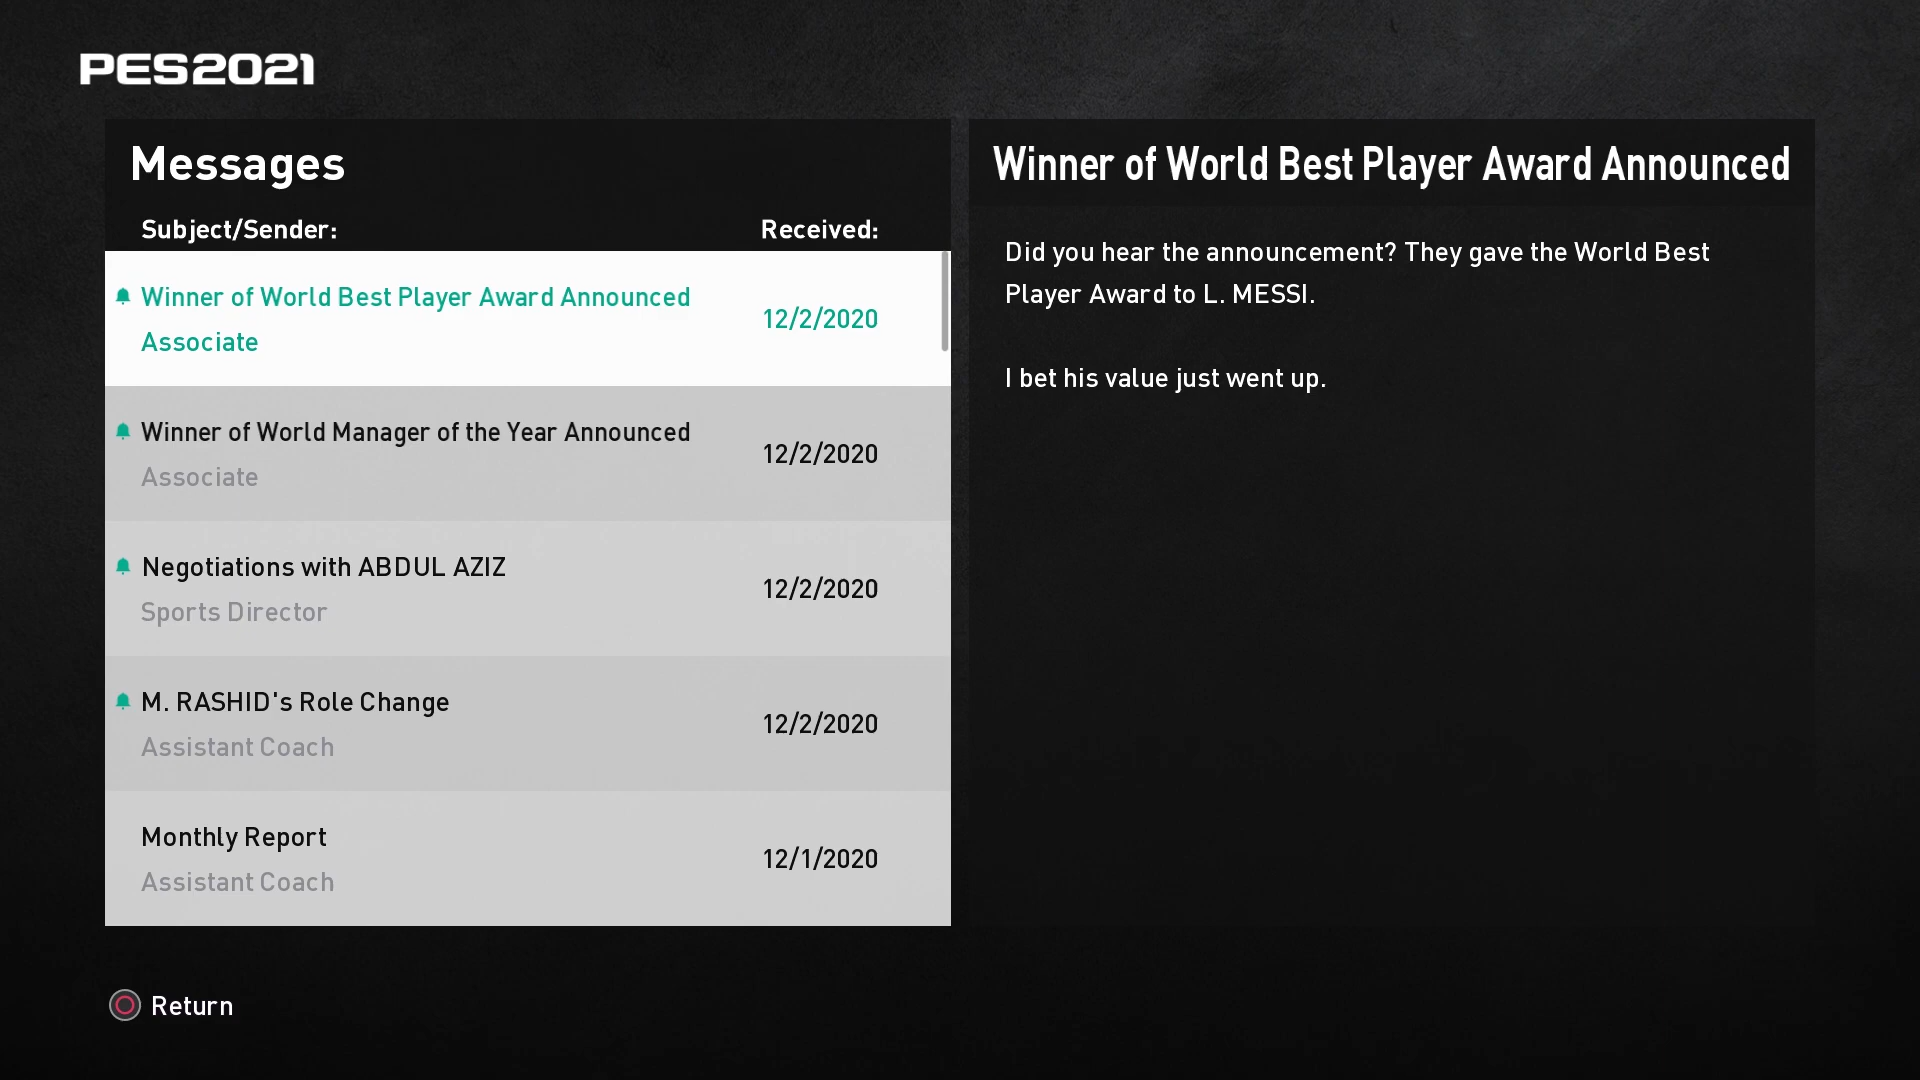 PES2021
Messages
Subject/Sender: Received:
Winner of World Best Player Award Announced
Associate
12/2/2020
Winner of World Manager of the Year Announced
Associate
12/2/2020
Negotiations with ABDUL AZIZ
Sports Director
12/2/2020
M. RASHID's Role Change
Assistant Coach
12/2/2020
Monthly Report
Assistant Coach
12/1/2020
Winner of World Best Player Award Announced
Did you hear the announcement? They gave the World Best
Player Award to L. MESSI.
I bet his value just went up.
Return